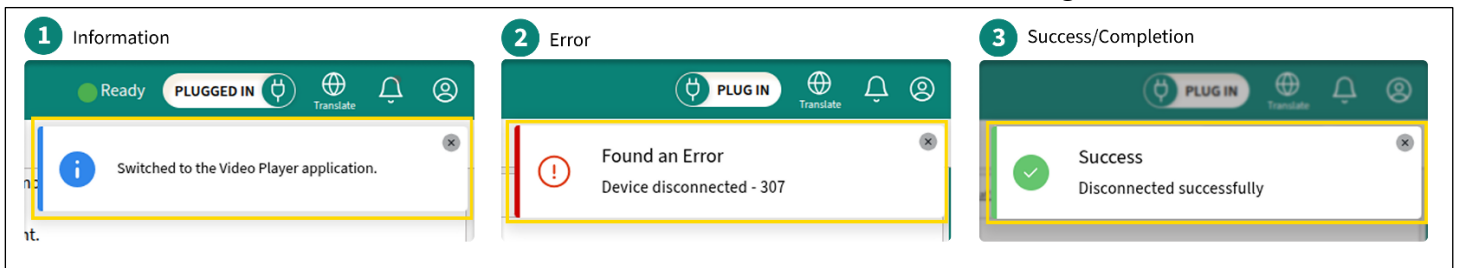 1 Information
Ready PLUGGED IN Translate
i Switched to the Video Player application.
nt.
2 Error
PLUG IN Translate
Found an Error
Device disconnected - 307
3 Success/Completion
PLUG IN Translate
Success
Disconnected successfully